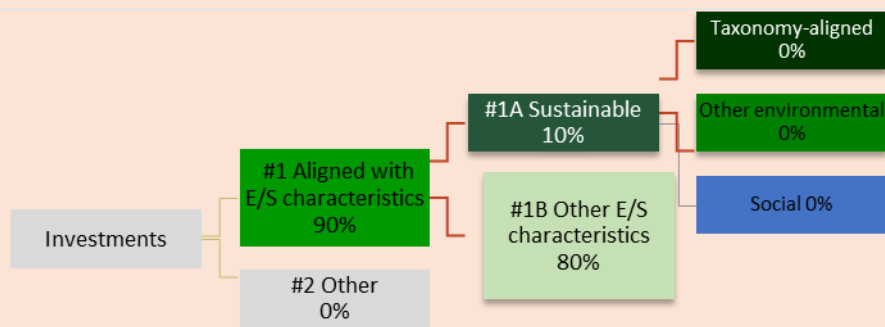 Taxonomy-aligned
0%
#1A Sustainable
10%
Other environmental
0%
#1 Aligned with
E/S characteristics
90%
#1B Other E/S
characteristics
80%
Social 0%
Investments
#2 Other
0%